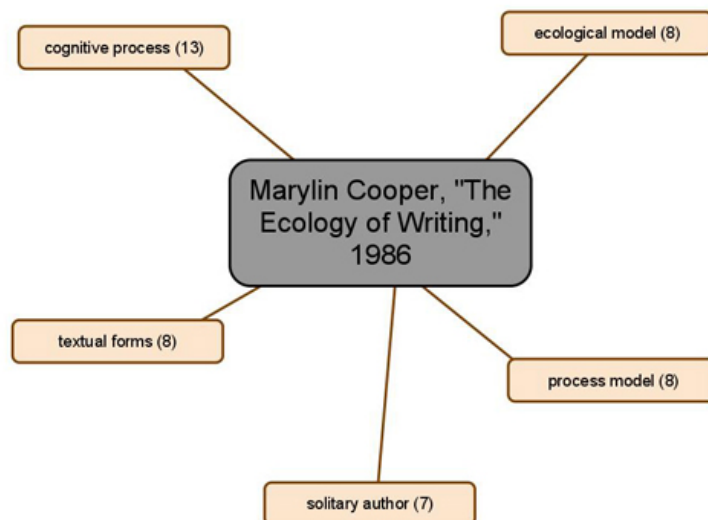 cognitive process (13)
ecological model (8)
Marylin Cooper, "The
Ecology of Writing,"
1986
textual forms (8)
process model (8)
solitary author (7)